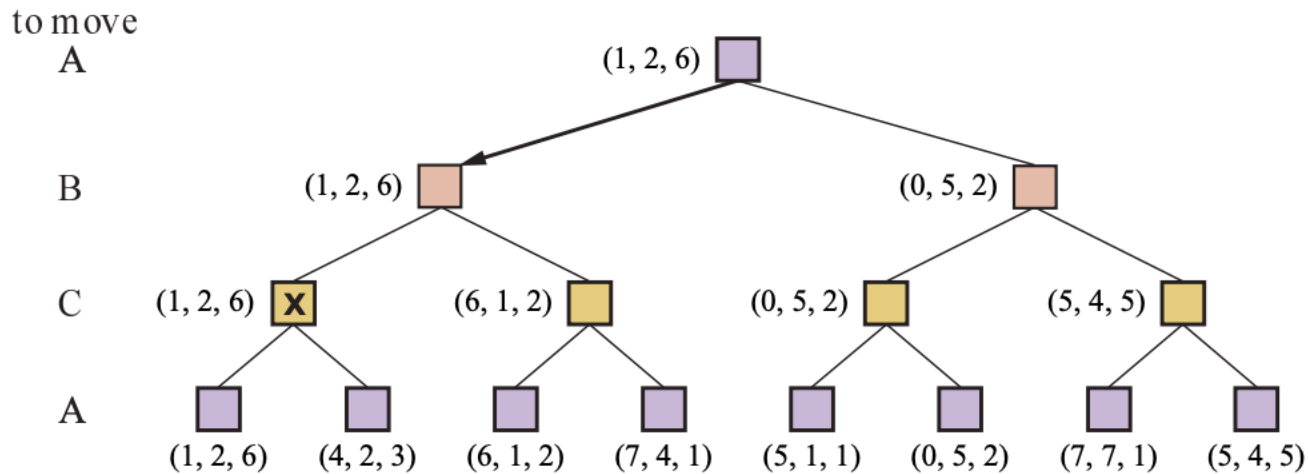 to move
A (1, 2, 6)
B (1, 2, 6) (0, 5, 2)
C (1, 2, 6) X (6, 1, 2) (0, 5, 2) (5, 4, 5)
A
(1, 2, 6) (4, 2, 3) (6, 1, 2) (7, 4, 1) (5, 1, 1) (0, 5, 2) (7, 7, 1) (5, 4, 5)